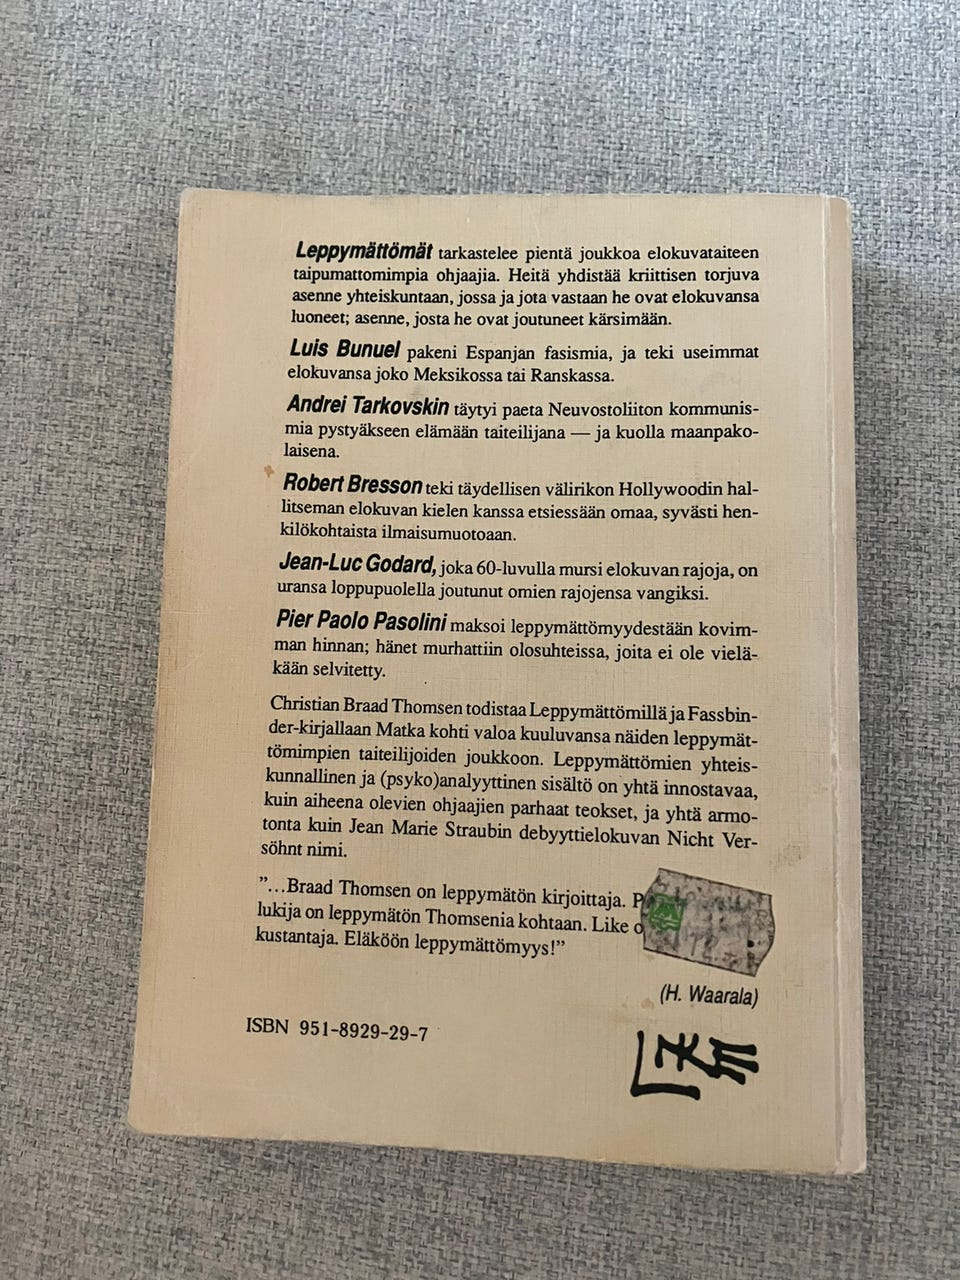 Leppymättömät tarkastelee pientä joukkoa elokuvataiteen
taipumattomimpia ohjaajia. Heitä yhdistää kriittisen torjuva
asenne yhteiskuntaan, jossa ja jota vastaan he ovat elokuvansa
luoneet; asenne, josta he ovat joutuneet kärsimään.
Luis Bunuel pakeni Espanjan fasismia, ja teki useimmat
elokuvansa joko Meksikossa tai Ranskassa.
Andrei Tarkovskin täytyi paeta Neuvostoliiton kommunis-
mia pystyäkseen elämään taiteilijana — ja kuolla maanpako-
laisena.
Robert Bresson teki täydellisen välirikon Hollywoodin hal-
litseman elokuvan kielen kanssa etsiessään omaa, syvästi hen-
kilökohtaista ilmaisumuotoaan.
Jean-Luc Godard, joka 60-luvulla mursi elokuvan rajoja, on
uransa loppupuolella joutunut omien rajojensa vangiksi.
Pier Paolo Pasolini maksoi leppymättömyydestään kovim-
man hinnan; hänet murhattiin olosuhteissa, joita ei ole vielä-
kään selvitetty.
Christian Braad Thomsen todistaa Leppymättömillä ja Fassbin-
der-kirjallaan Matka kohti valoa kuuluvansa näiden leppymät-
tömimpien taiteilijoiden joukkoon. Leppymättömien yhteis-
kunnallinen ja (psyko)analyyttinen sisältö on yhtä innostavaa,
kuin aiheena olevien ohjaajien parhaat teokset, ja yhtä armo-
tonta kuin Jean Marie Straubin debyyttielokuvan Nicht Ver-
söhnt nimi.
”...Braad Thomsen on leppymätön kirjoittaja.
lukija on leppymätön Thomsenia kohtaan. Like
kustantaja. Eläköön leppymättömyys!”
(H. Waarala)
ISBN 951-8929-29-7